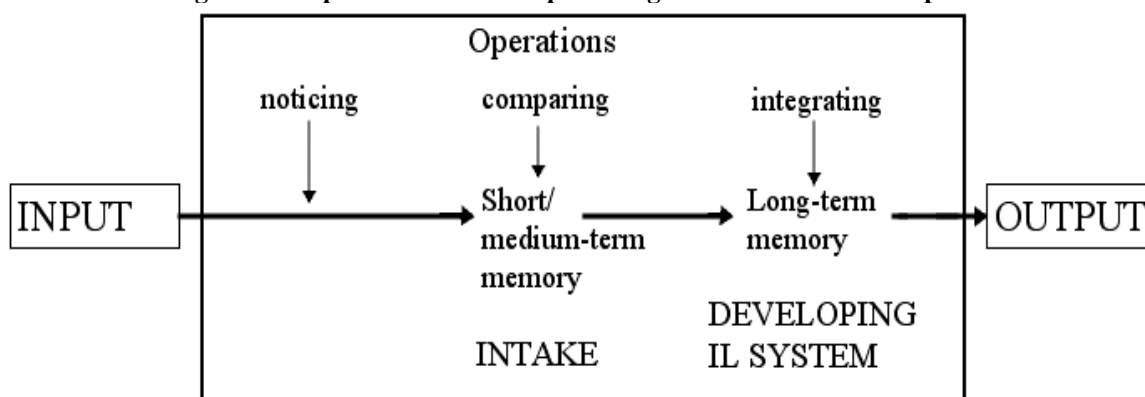 Operations
noticing
comparing
integrating
INPUT
Short/
medium-term
memory
Long-term
memory
OUTPUT
INTAKE
DEVELOPING
IL SYSTEM